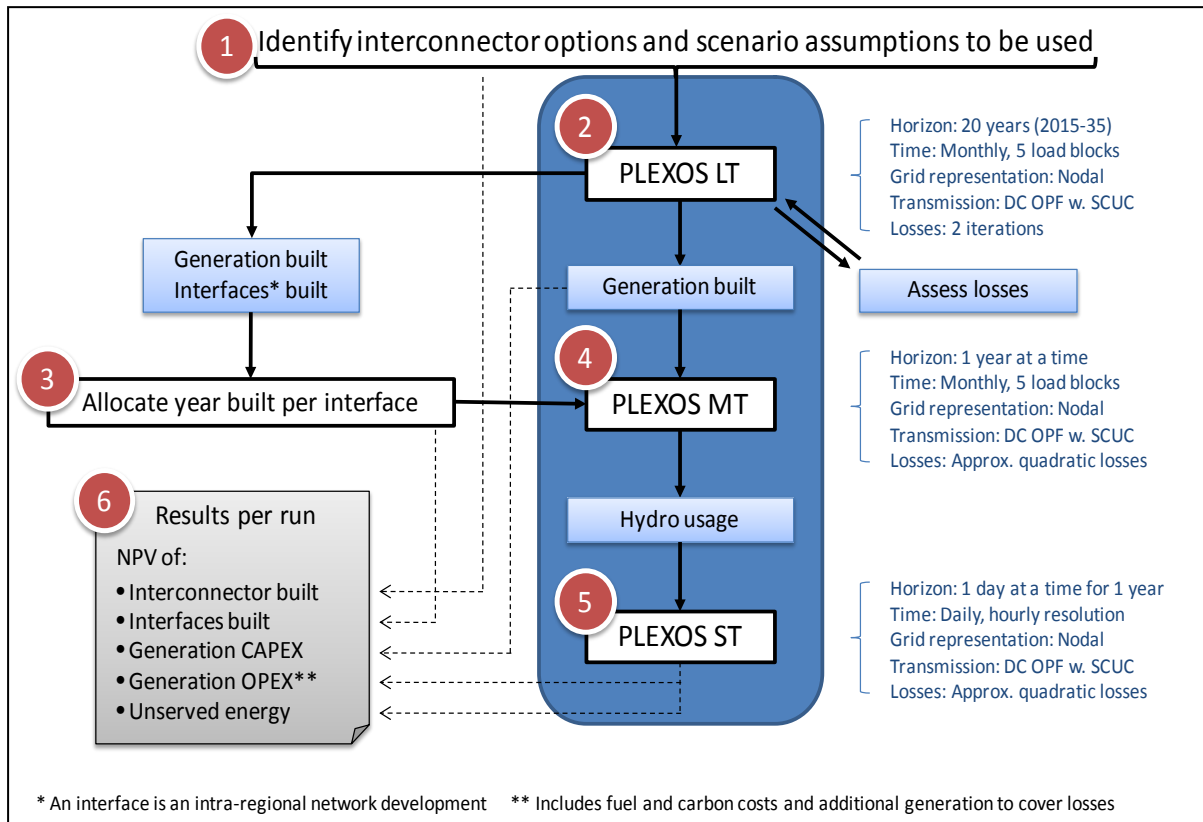 1
Identify interconnector options and scenario assumptions to be used
2
PLEXOS LT
Horizon: 20 years (2015-35)
Time: Monthly, 5 load blocks
Grid representation: Nodal
Transmission: DC OPF w. SCUC
Losses: 2 iterations
Generation built
Interfaces* built
Generation built
Assess losses
3
Allocate year built per interface
4
PLEXOS MT
Horizon: 1 year at a time
Time: Monthly, 5 load blocks
Grid representation: Nodal
Transmission: DC OPF w. SCUC
Losses: Approx. quadratic losses
6
Results per run
NPV of:
• Interconnector built
• Interfaces built
• Generation CAPEX
• Generation OPEX**
• Unserved energy
Hydro usage
5
PLEXOS ST
Horizon: 1 day at a time for 1 year
Time: Daily, hourly resolution
Grid representation: Nodal
Transmission: DC OPF w. SCUC
Losses: Approx. quadratic losses
* An interface is an intra-regional network development ** Includes fuel and carbon costs and additional generation to cover losses